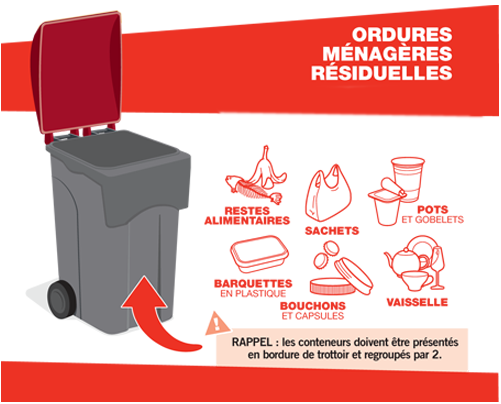 ORDURES
MÉNAGÈRES
RÉSIDUELLES
RESTES
ALIMENTAIRES
SACHETS
POTS
ET GOBELETS
BARQUETTES
EN PLASTIQUE
BOUCHONS
ET CAPSULES
VAISSELLE
RAPPEL : les conteneurs doivent être présentés
en bordure de trottoir et regroupés par 2.